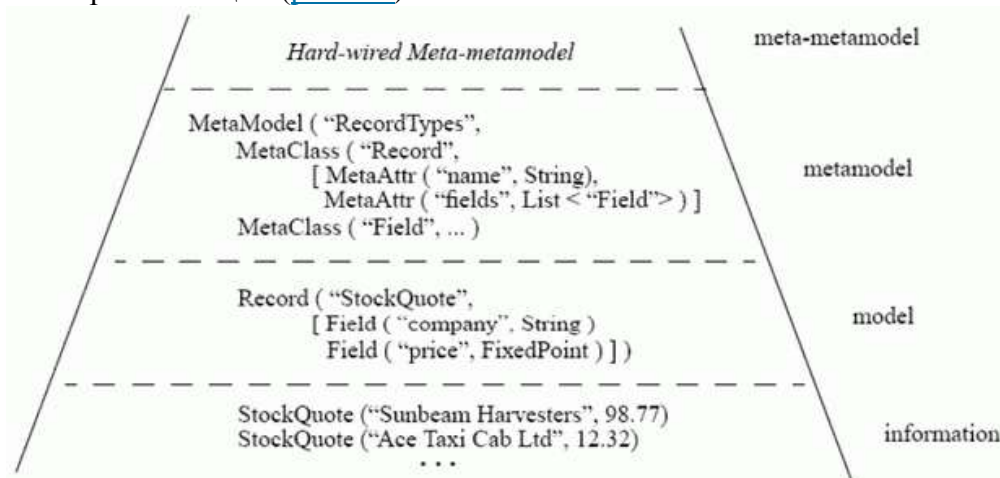 meta-metamodel
Hard-wired Meta-metamodel
MetaModel ( “RecordTypes”,
MetaClass ( “Record”,
[ MetaAttr ( “name”, String),
MetaAttr ( “fields”, List < “Field”> ) ]
MetaClass ( “Field”, ... )
metamodel
Record ( “StockQuote”,
[ Field ( “company”, String )
Field ( “price”, FixedPoint ) ] )
model
StockQuote (“Sunbeam Harvesters”, 98.77)
StockQuote (“Ace Taxi Cab Ltd”, 12.32)
• • •
information